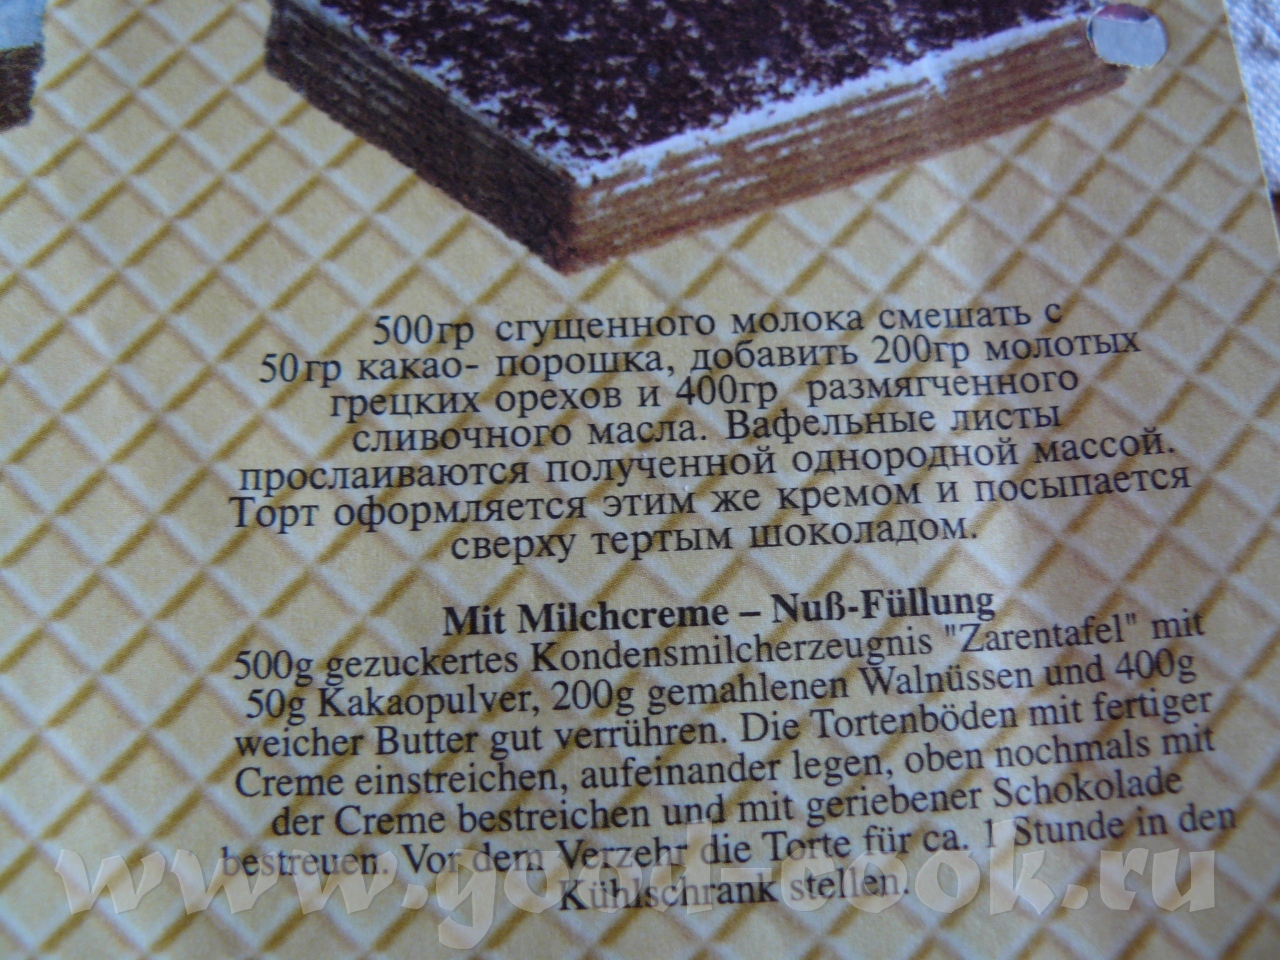 500гр сгущенного молока смешать с
50гр какао- порошка, добавить 200гр молотых
грецких орехов и 400гр размягченного
сливочного масла. Вафельные листы
прослаиваются полученной однородной массой.
Торт оформляется этим же кремом и посыпается
сверху тертым шоколадом.
Mit Milchcreme – Nuß-Füllung
500g gezuckertes Kondensmilcherzeugnis "Zarentafel" mit
50g Kakaopulver, 200g gemahlenen Walnüssen und 400g
weicher Butter gut verrühren. Die Tortenböden mit fertiger
Creme einstreichen, aufeinander legen, oben nochmals mit
der Creme bestreichen und mit geriebener Schokolade
bestreuen. Vor dem Verzehr die Torte für ca. 1 Stunde in den
Kühlschrank stellen.
www.good-cook.ru